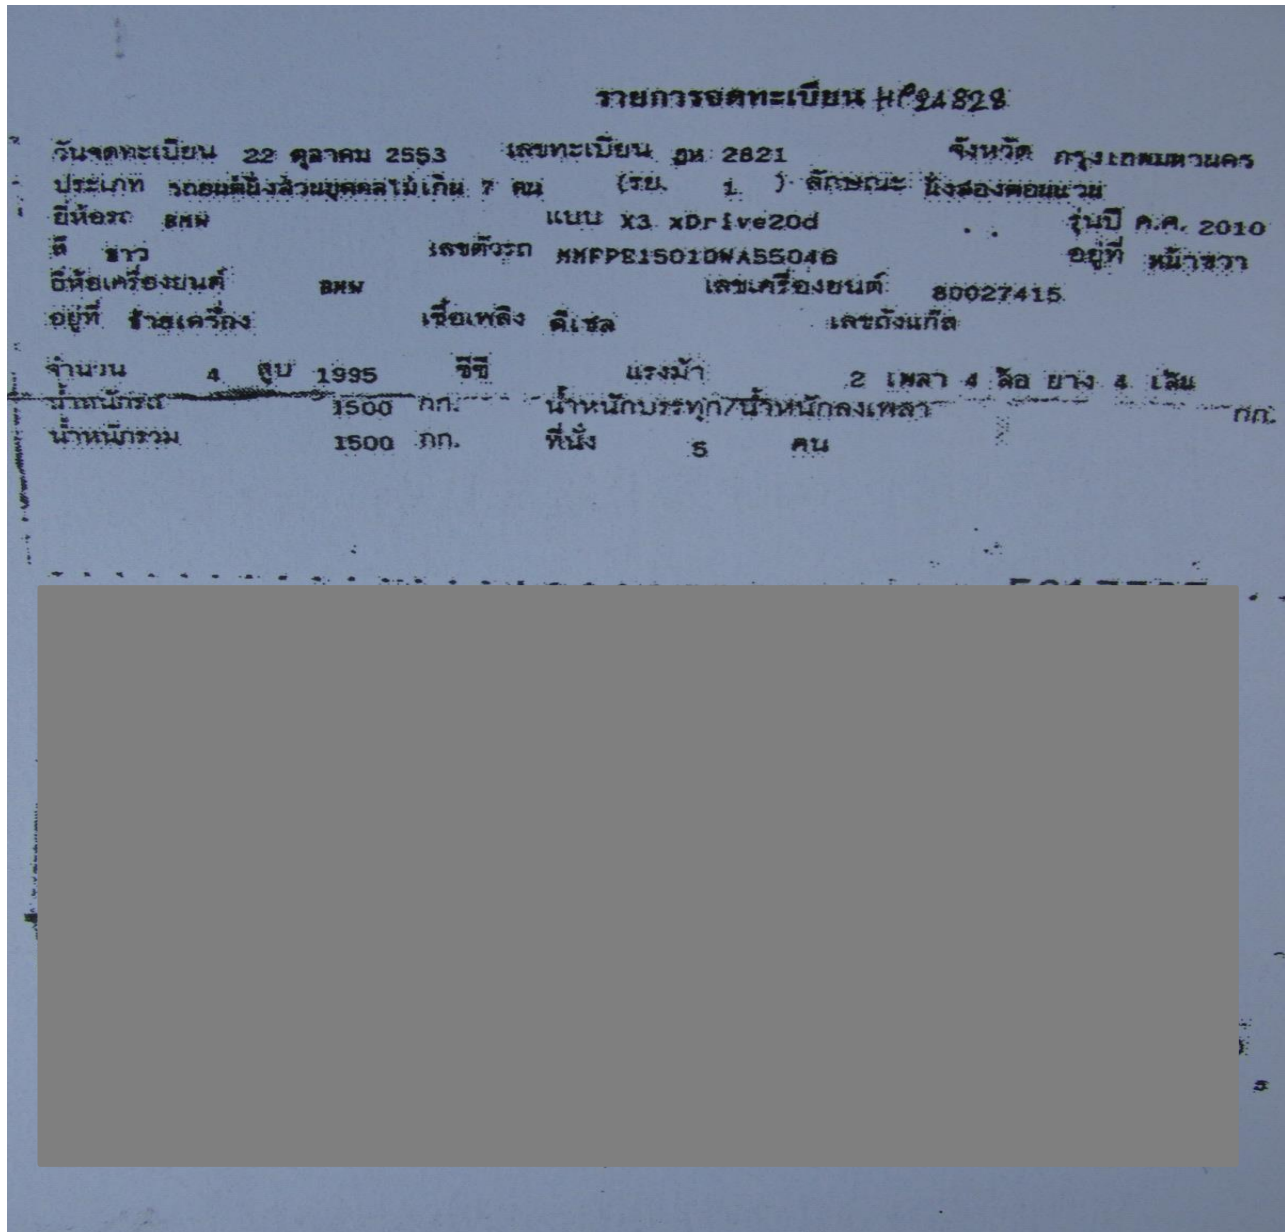 รายการจดทะเบียน HP24828
วันจดทะเบียน 22 ตุลาคม 2553 เลขทะเบียน ฎห 2821 จังหวัด กรุงเทพมหานคร
ประเภท รถยนต์นั่งส่วนบุคคลไม่เกิน 7 คน (รย. 1 ) ลักษณะ นั่งสองตอนแวน
ยี่ห้อรถ BMW แบบ X3 xDrive20d รุ่นปี ค.ศ. 2010
สี ขาว เลขตัวรถ MMFPE15010WA55046 อยู่ที่ หน้าขวา
ยี่ห้อเครื่องยนต์ BMW เลขเครื่องยนต์ 80027415
อยู่ที่ ซ้ายเครื่อง เชื้อเพลิง ดีเซล เลขถังแก๊ส
จำนวน 4 สูบ 1995 ซีซี แรงม้า 2 เพลา 4 ล้อ ยาง 4 เส้น
น้ำหนักรถ 1500 กก. น้ำหนักบรรทุก/น้ำหนักลงเพลา กก.
น้ำหนักรวม 1500 กก. ที่นั่ง 5 คน